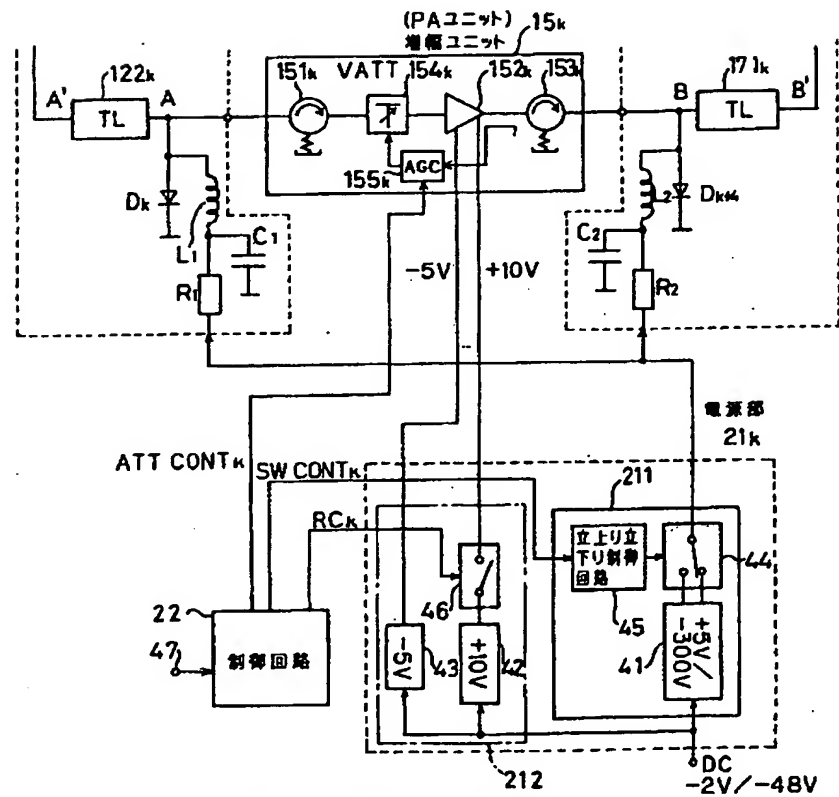 (PAユニット)
増幅ユニット
15k
122k
A'
TL
A
151k
VATT
154k
152k
153k
171k
B
TL
B'
AGC
155k
Dk
L1
C1
R1
-5V
+10V
C2
L2
Dk+4
R2
電源部
21k
ATT CONTk
SW CONTk
RCk
211
立上り立
下り制御
回路
45
44
46
22
47
制御回路
-5V
43
+10V
42
41
+5V/
-300V
212
DC
-2V/-48V